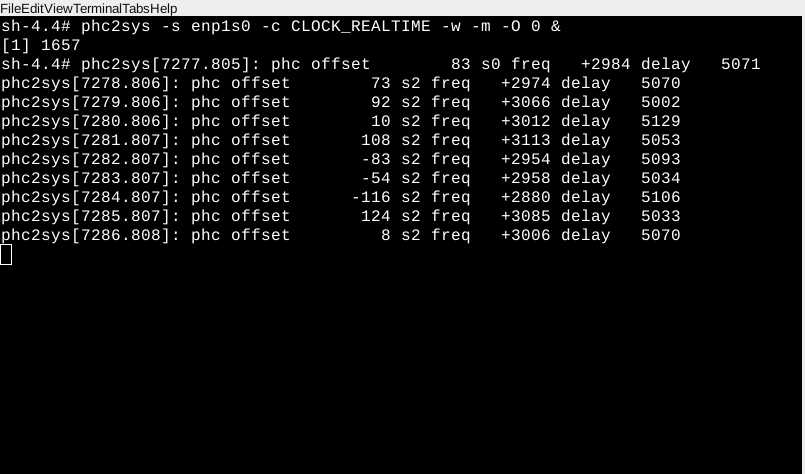 FileEditViewTerminalTabsHelp
sh-4.4# phc2sys -s enp1s0 -c CLOCK_REALTIME -w -m -O 0 &
[1] 1657
sh-4.4# phc2sys[7277.805]: phc offset        83 s0 freq   +2984 delay   5071
phc2sys[7278.806]: phc offset        73 s2 freq   +2974 delay   5070
phc2sys[7279.806]: phc offset        92 s2 freq   +3066 delay   5002
phc2sys[7280.806]: phc offset        10 s2 freq   +3012 delay   5129
phc2sys[7281.807]: phc offset       108 s2 freq   +3113 delay   5053
phc2sys[7282.807]: phc offset       -83 s2 freq   +2954 delay   5093
phc2sys[7283.807]: phc offset       -54 s2 freq   +2958 delay   5034
phc2sys[7284.807]: phc offset      -116 s2 freq   +2880 delay   5106
phc2sys[7285.807]: phc offset       124 s2 freq   +3085 delay   5033
phc2sys[7286.808]: phc offset         8 s2 freq   +3006 delay   5070